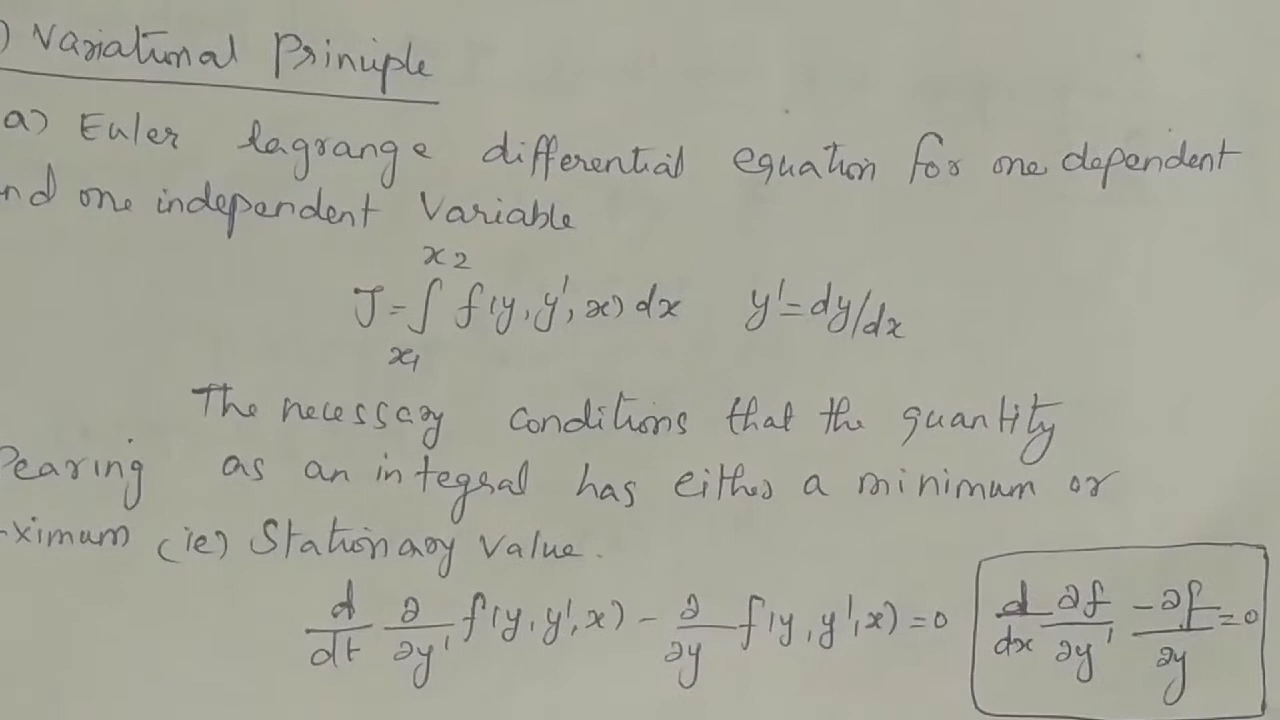 ) Variational Principle
a) Euler lagrange differential equation for one dependent
nd one independent Variable
J = ∫_{x1}^{x2} f(y, y', x) dx    y' = dy/dx
The necessary conditions that the quantity
pearing as an integral has either a minimum or
ximum (ie) Stationary value.
d/dt ∂/∂y' f(y, y', x) - ∂/∂y f(y, y', x) = 0    d/dx ∂f/∂y' - ∂f/∂y = 0